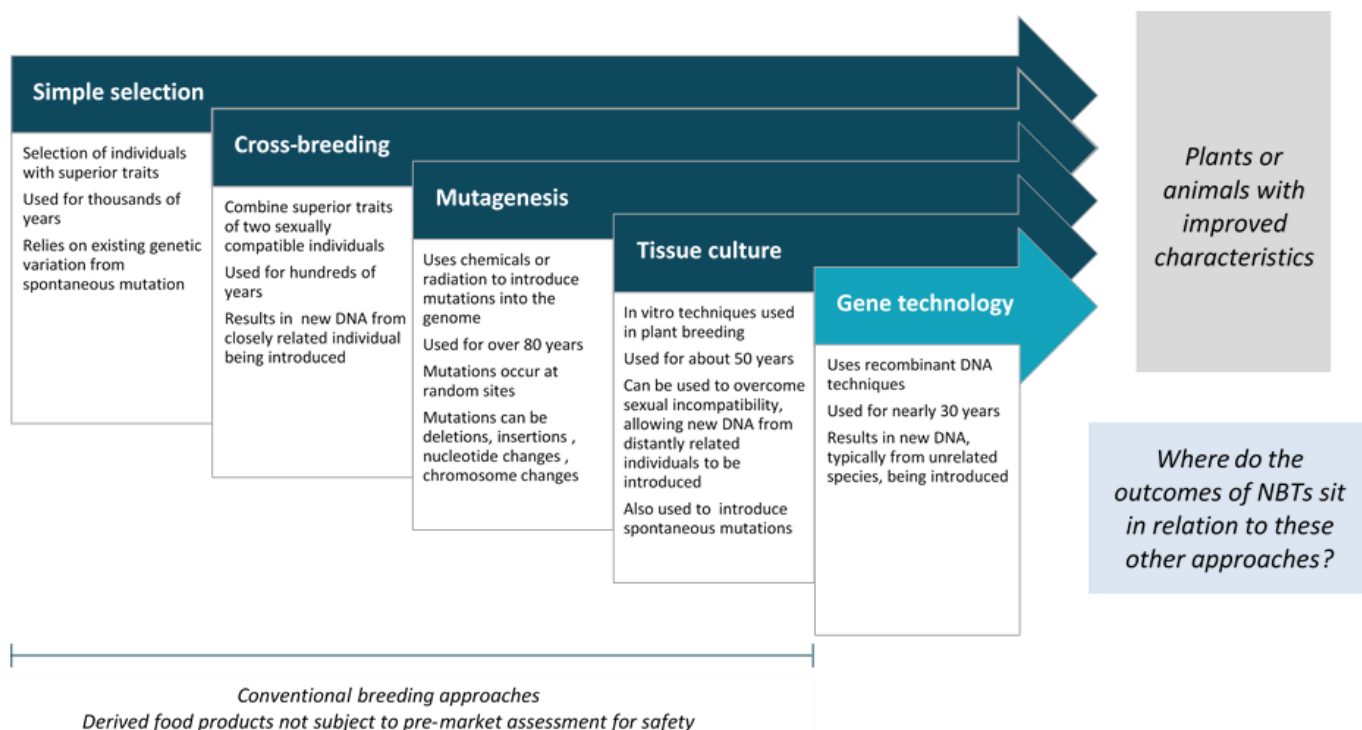 Simple selection
Selection of individuals
with superior traits
Used for thousands of
years
Relies on existing genetic
variation from
spontaneous mutation
Cross-breeding
Combine superior traits
of two sexually
compatible individuals
Used for hundreds of
years
Results in  new DNA from
closely related individual
being introduced
Mutagenesis
Uses chemicals or
radiation to introduce
mutations into the
genome
Used for over 80 years
Mutations occur at
random sites
Mutations can be
deletions, insertions ,
nucleotide changes ,
chromosome changes
Tissue culture
In vitro techniques used
in plant breeding
Used for about 50 years
Can be used to overcome
sexual incompatibility,
allowing new DNA from
distantly related
individuals to be
introduced
Also used to  introduce
spontaneous mutations
Gene technology
Uses recombinant DNA
techniques
Used for nearly 30 years
Results in new DNA,
typically from unrelated
species, being introduced
Plants or
animals with
improved
characteristics
Where do the
outcomes of NBTs sit
in relation to these
other approaches?
Conventional breeding approaches
Derived food products not subject to pre-market assessment for safety